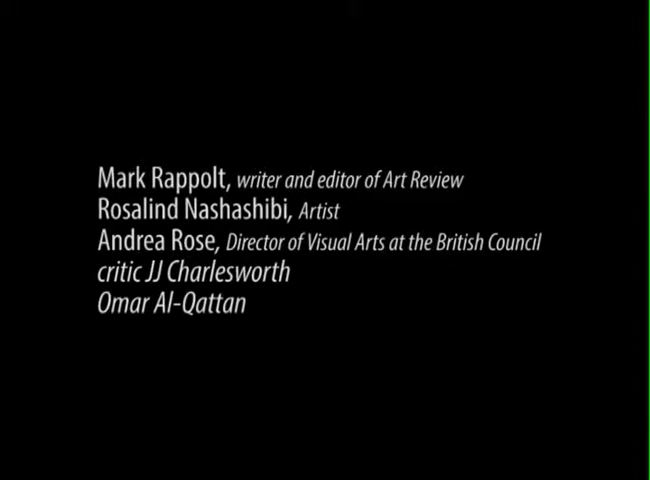 Mark Rappolt, writer and editor of Art Review
Rosalind Nashashibi, Artist
Andrea Rose, Director of Visual Arts at the British Council
critic JJ Charlesworth
Omar Al-Qattan